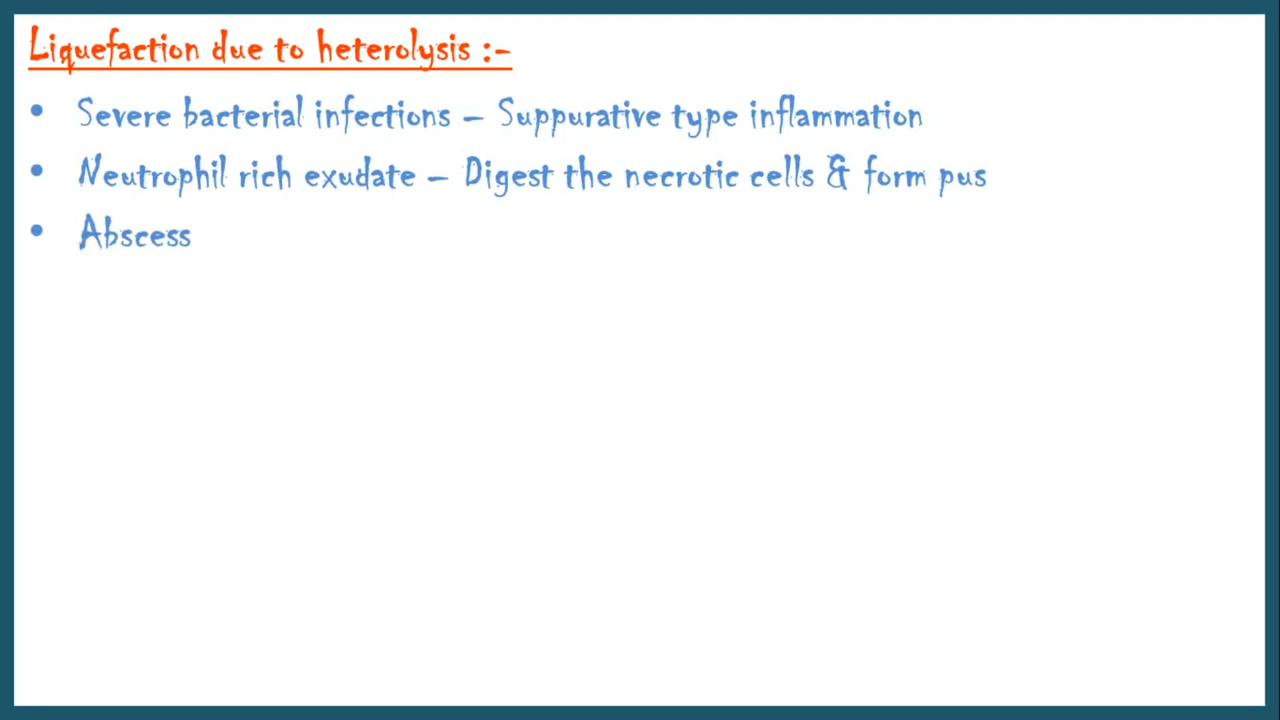 Liquefaction due to heterolysis :-
• Severe bacterial infections – Suppurative type inflammation
• Neutrophil rich exudate – Digest the necrotic cells & form pus
• Abscess